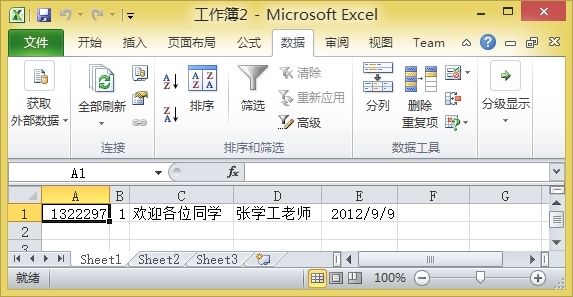 工作簿2 - Microsoft Excel
文件 开始 插入 页面布局 公式 数据 审阅 视图 Team
获取
外部数据
全部刷新
连接
排序
筛选
清除
重新应用
高级
排序和筛选
分列
删除
重复项
数据工具
分级显示
A1 fx
A B C D E F G
1 1322297 1 欢迎各位同学 张学工老师 2012/9/9
2
3
Sheet1 Sheet2 Sheet3
就绪 100%